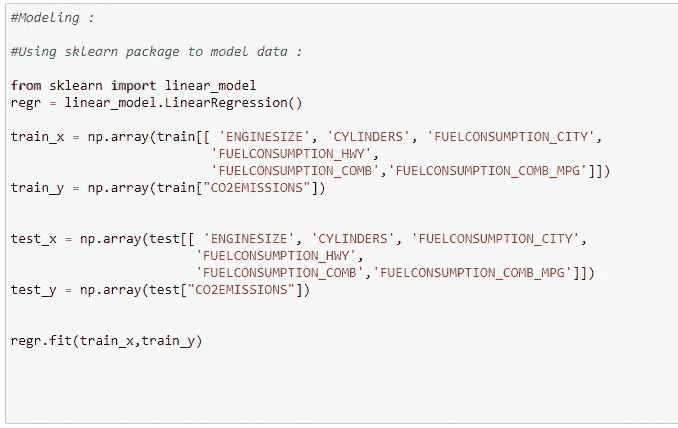 #Modeling :
#Using sklearn package to model data :
from sklearn import linear_model
regr = linear_model.LinearRegression()
train_x = np.array(train[[ 'ENGINESIZE', 'CYLINDERS', 'FUELCONSUMPTION_CITY',
'FUELCONSUMPTION_HWY',
'FUELCONSUMPTION_COMB','FUELCONSUMPTION_COMB_MPG']])
train_y = np.array(train["CO2EMISSIONS"])
test_x = np.array(test[[ 'ENGINESIZE', 'CYLINDERS', 'FUELCONSUMPTION_CITY',
'FUELCONSUMPTION_HWY',
'FUELCONSUMPTION_COMB','FUELCONSUMPTION_COMB_MPG']])
test_y = np.array(test["CO2EMISSIONS"])
regr.fit(train_x,train_y)